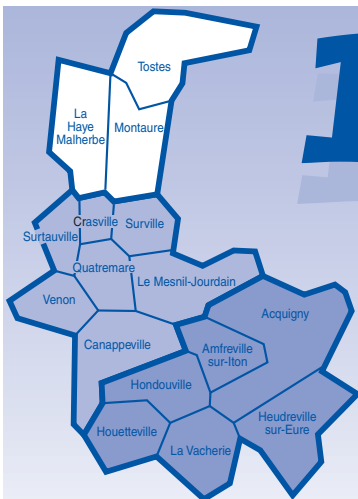 1
Tostes
La
Haye
Malherbe
Montaure
Crasville
Surville
Surtauville
Quatremare
Le Mesnil-Jourdain
Venon
Acquigny
Canappeville
Amfreville
sur-Iton
Hondouville
Heudreville
sur-Eure
Houetteville
La Vacherie